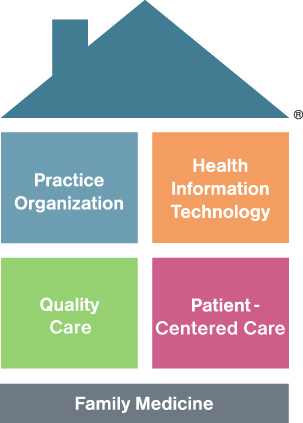 ®
Practice
Organization
Health
Information
Technology
Quality
Care
Patient -
Centered Care
Family Medicine